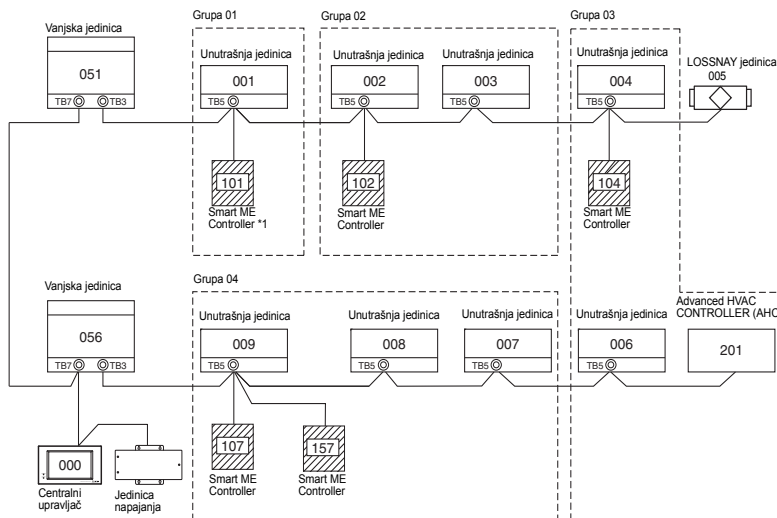 Grupa 01
Grupa 02
Grupa 03
Vanjska jedinica
Unutrašnja jedinica
Unutrašnja jedinica
Unutrašnja jedinica
Unutrašnja jedinica
LOSSNAY jedinica
005
051
001
002
003
004
TB7 TB3
TB5
TB5
TB5
TB5
101
102
104
Smart ME
Controller *1
Smart ME
Controller
Smart ME
Controller
Grupa 04
Vanjska jedinica
Unutrašnja jedinica
Unutrašnja jedinica
Unutrašnja jedinica
Unutrašnja jedinica
Advanced HVAC
CONTROLLER (AHC
056
009
008
007
006
201
TB7 TB3
TB5
TB5
TB5
TB5
000
107
157
Centralni
upravljač
Jedinica
napajanja
Smart ME
Controller
Smart ME
Controller